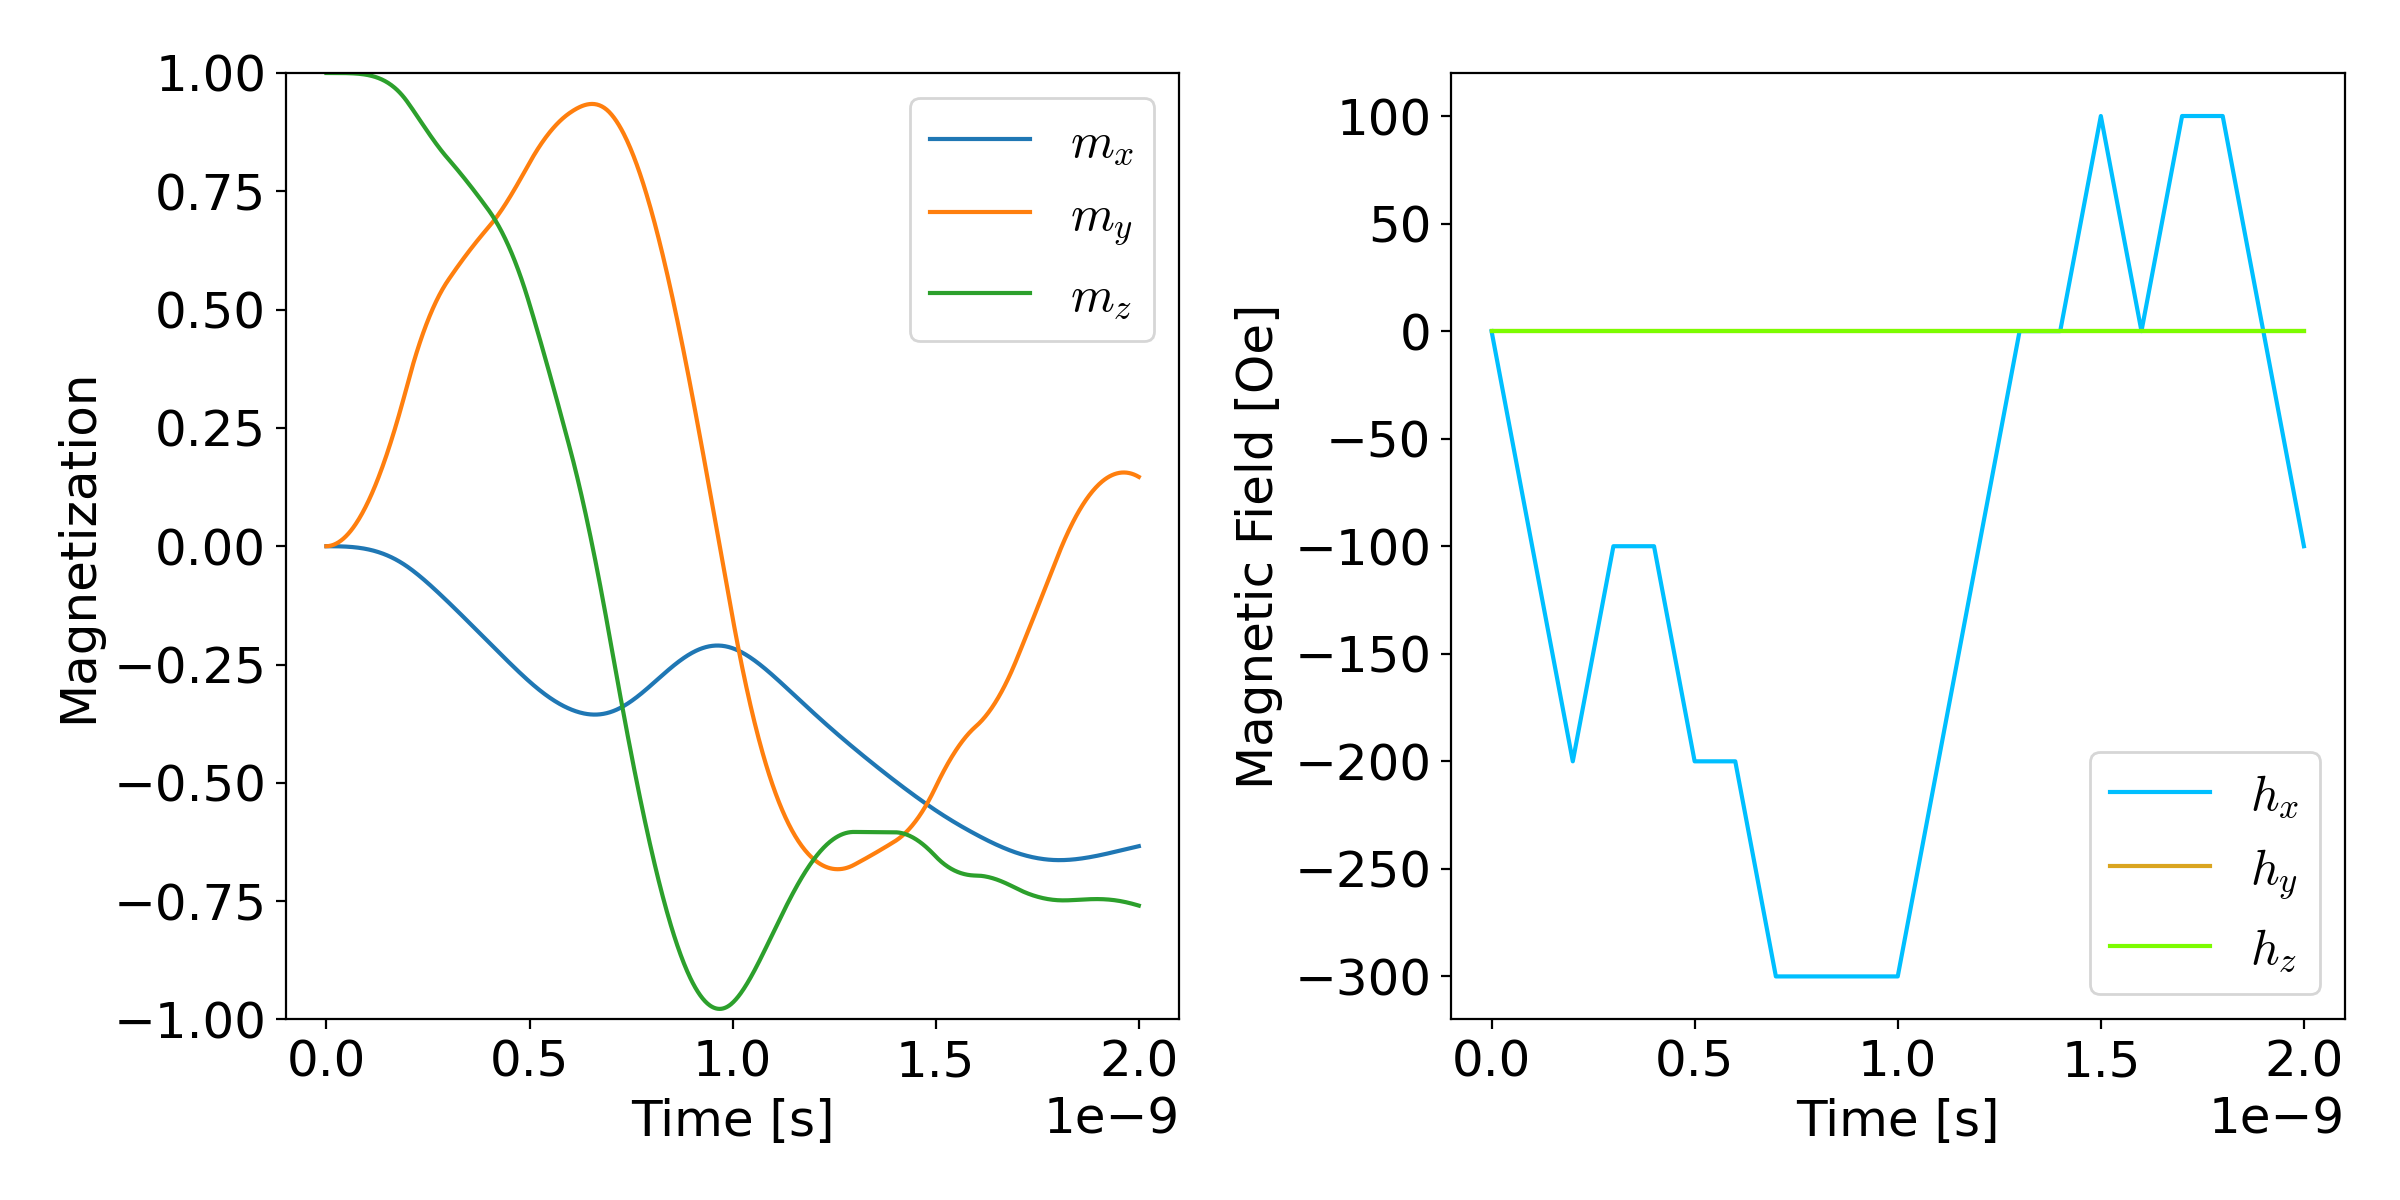 1.00
0.75
0.50
0.25
0.00
−0.25
−0.50
−0.75
−1.00
Magnetization
0.0 0.5 1.0 1.5 2.0
Time [s]
1e−9
m_x
m_y
m_z
100
50
0
−50
−100
−150
−200
−250
−300
Magnetic Field [Oe]
0.0 0.5 1.0 1.5 2.0
Time [s]
1e−9
h_x
h_y
h_z